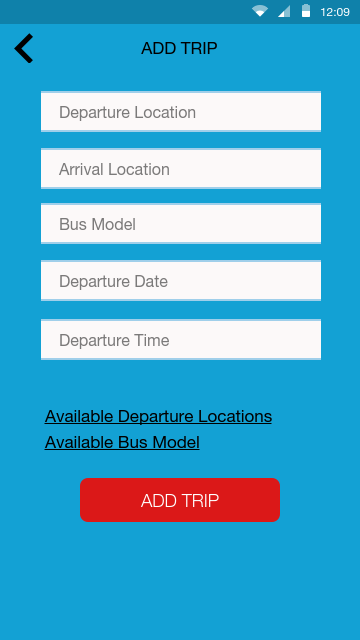 12:09
ADD TRIP
Departure Location
Arrival Location
Bus Model
Departure Date
Departure Time
Available Departure Locations
Available Bus Model
ADD TRIP